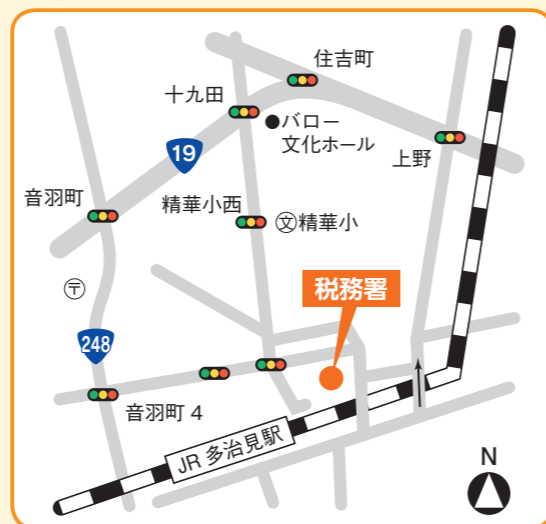 住吉町
十九田
バロー
文化ホール
19
上野
音羽町
精華小西
文
精華小
〒
税務署
248
音羽町 4
JR 多治見駅
N